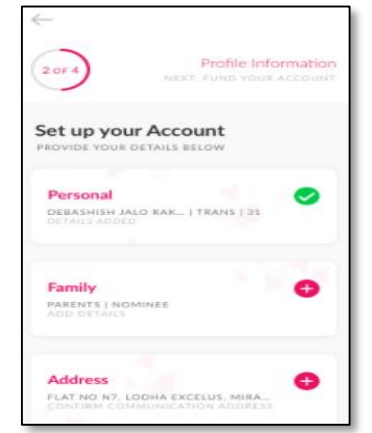 2 OF 4
Profile Information
NEXT: FUND YOUR ACCOUNT
Set up your Account
PROVIDE YOUR DETAILS BELOW
Personal
DEBASHISH JALO RAK... | TRANS | 31
DETAILS ADDED
Family
PARENTS | NOMINEE
ADD DETAILS
Address
FLAT NO N7, LODHA EXCELUS, MIRA...
CONFIRM COMMUNICATION ADDRESS